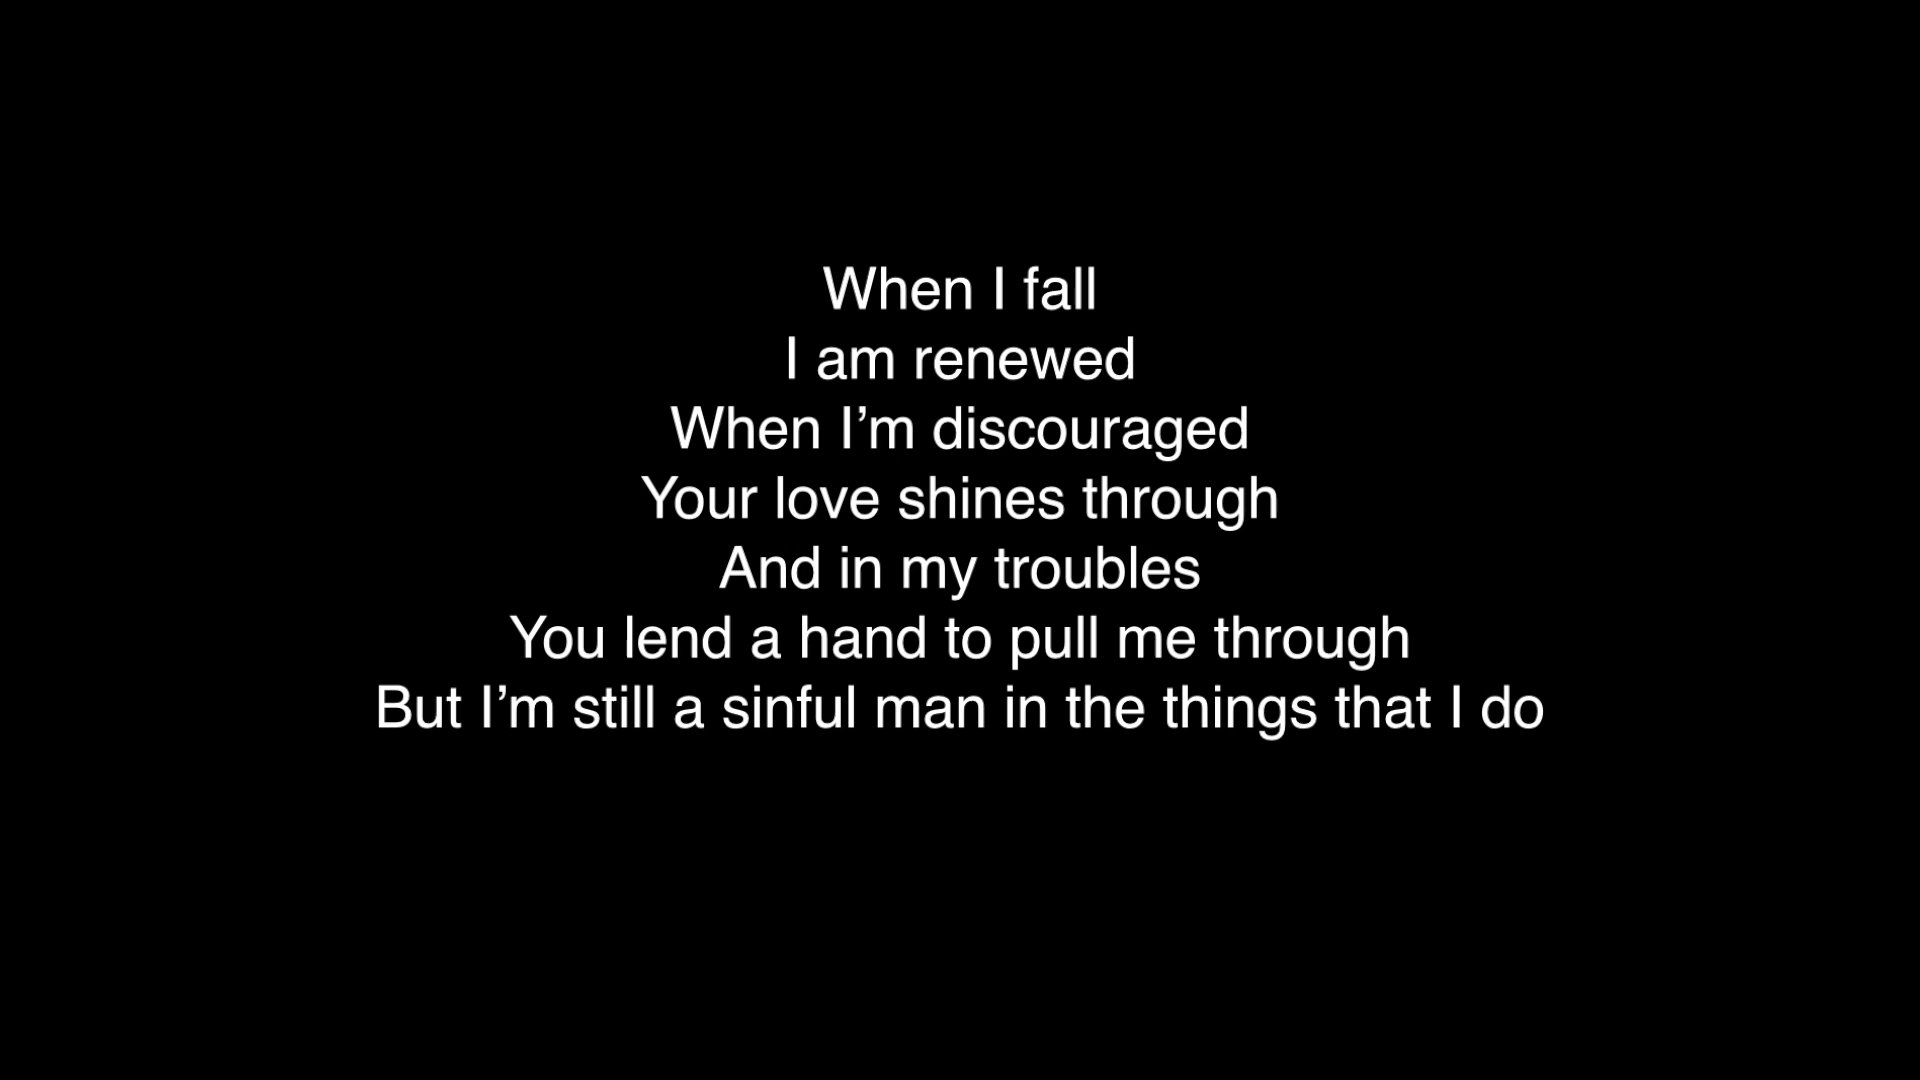 When I fall
I am renewed
When I’m discouraged
Your love shines through
And in my troubles
You lend a hand to pull me through
But I’m still a sinful man in the things that I do